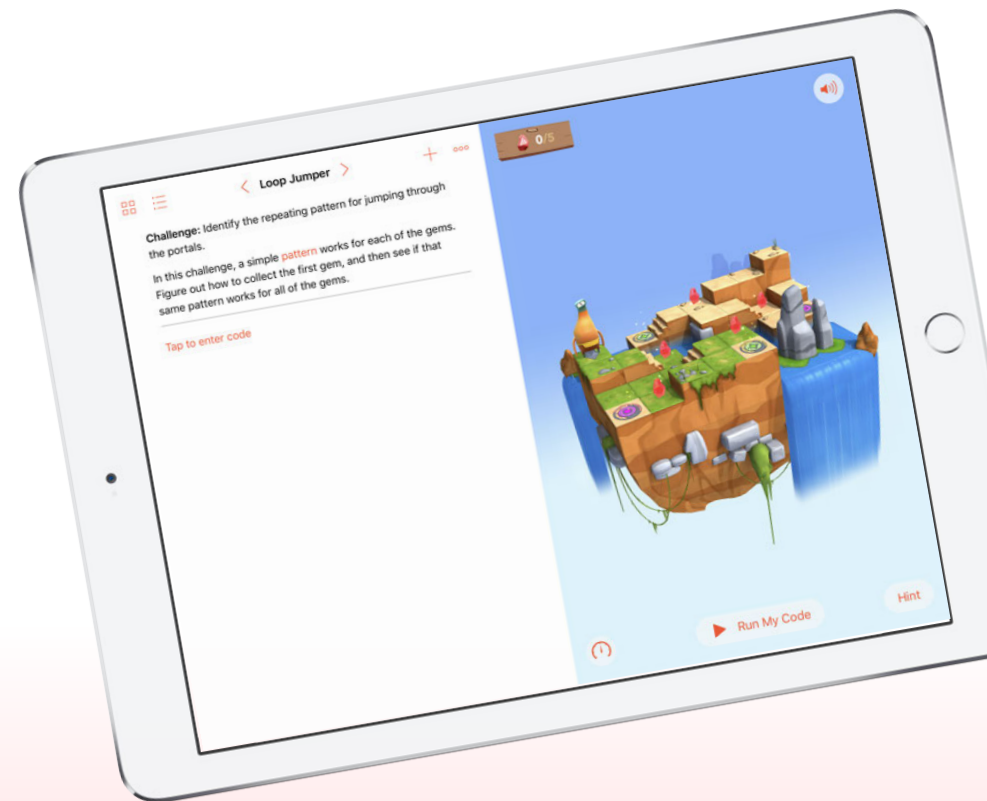 Loop Jumper
Challenge: Identify the repeating pattern for jumping through
the portals.
In this challenge, a simple pattern works for each of the gems.
Figure out how to collect the first gem, and then see if that
same pattern works for all of the gems.
Tap to enter code
0/5
Run My Code
Hint